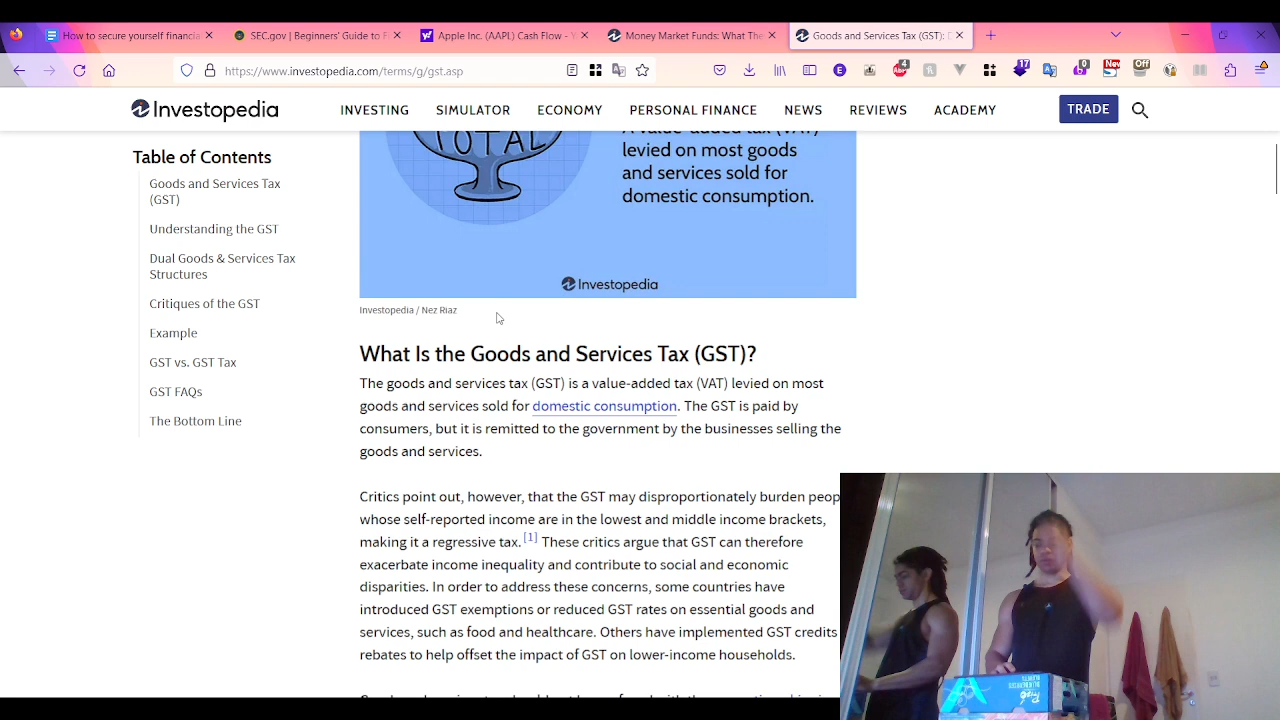 How to secure yourself financia
SEC.gov | Beginners' Guide to F
Apple Inc. (AAPL) Cash Flow - Y
Money Market Funds: What The
Goods and Services Tax (GST): D
https://www.investopedia.com/terms/g/gst.asp
4
New
17
0
Off
Investopedia
INVESTING
SIMULATOR
ECONOMY
PERSONAL FINANCE
NEWS
REVIEWS
ACADEMY
TRADE
Table of Contents
Goods and Services Tax
(GST)
Understanding the GST
Dual Goods & Services Tax
Structures
Critiques of the GST
Example
GST vs. GST Tax
GST FAQs
The Bottom Line
TOTAL
A value-added tax (VAT)
levied on most goods
and services sold for
domestic consumption.
Investopedia
Investopedia / Nez Riaz
What Is the Goods and Services Tax (GST)?
The goods and services tax (GST) is a value-added tax (VAT) levied on most
goods and services sold for domestic consumption. The GST is paid by
consumers, but it is remitted to the government by the businesses selling the
goods and services.
Critics point out, however, that the GST may disproportionately burden peop
whose self-reported income are in the lowest and middle income brackets,
making it a regressive tax. [1] These critics argue that GST can therefore
exacerbate income inequality and contribute to social and economic
disparities. In order to address these concerns, some countries have
introduced GST exemptions or reduced GST rates on essential goods and
services, such as food and healthcare. Others have implemented GST credits
rebates to help offset the impact of GST on lower-income households.